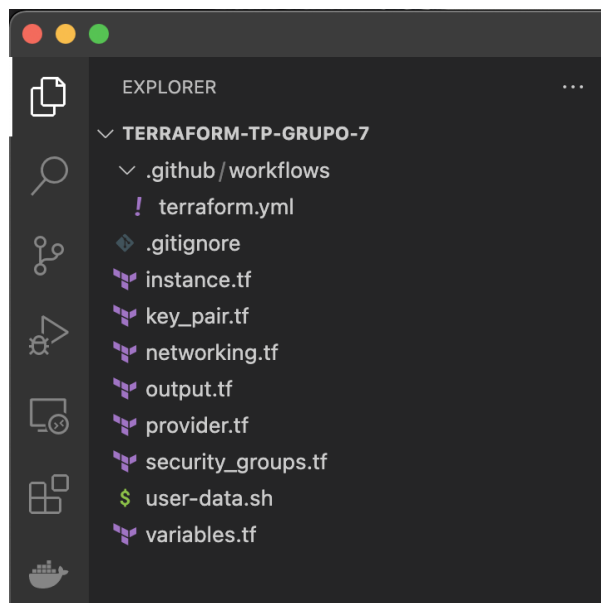 EXPLORER
TERRAFORM-TP-GRUPO-7
.github/workflows
! terraform.yml
.gitignore
instance.tf
key_pair.tf
networking.tf
output.tf
provider.tf
security_groups.tf
$ user-data.sh
variables.tf